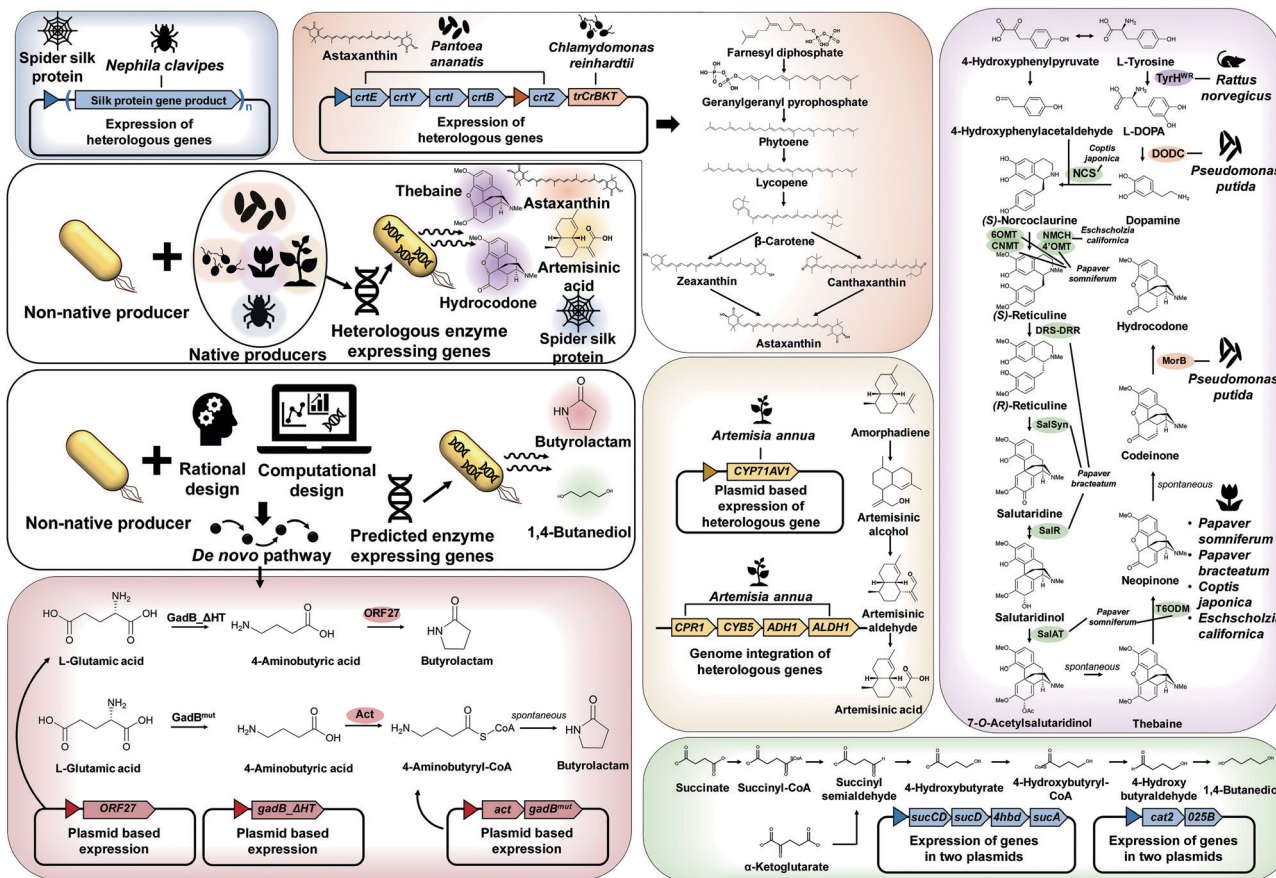 Spider silk
protein
Nephila clavipes
Silk protein gene product
n
Expression of
heterologous genes
Astaxanthin
Pantoea
ananatis
Chlamydomonas
reinhardtii
crtE
crtY
crtI
crtB
crtZ
trCrBKT
Expression of
heterologous genes
Farnesyl diphosphate
Geranylgeranyl pyrophosphate
Phytoene
Lycopene
β-Carotene
Zeaxanthin
Canthaxanthin
Astaxanthin
Non-native producer
Native producers
Heterologous enzyme
expressing genes
Thebaine
Astaxanthin
Artemisinic
acid
Hydrocodone
Spider silk
protein
Non-native producer
Rational
design
Computational
design
De novo pathway
Predicted enzyme
expressing genes
Butyrolactam
1,4-Butanediol
L-Glutamic acid
GadB_ΔHT
4-Aminobutyric acid
ORF27
Butyrolactam
L-Glutamic acid
GadBmut
4-Aminobutyric acid
Act
4-Aminobutyryl-CoA
spontaneous
Butyrolactam
ORF27
Plasmid based
expression
gadB_ΔHT
Plasmid based
expression
act
gadBmut
Plasmid based
expression
Artemisia annua
CYP71AV1
Plasmid based
expression of
heterologous gene
Artemisia annua
CPR1
CYB5
ADH1
ALDH1
Genome integration of
heterologous genes
Amorphadiene
Artemisinic
alcohol
Artemisinic
aldehyde
Artemisinic acid
4-Hydroxyphenylpyruvate
L-Tyrosine
TyrHWR
Rattus
norvegicus
4-Hydroxyphenylacetaldehyde
L-DOPA
Coptis
japonica
NCS
DODC
Pseudomonas
putida
(S)-Norcoclaurine
Dopamine
6OMT
CNMT
NMCH
4'OMT
Eschscholzia
californica
Papaver
somniferum
(S)-Reticuline
Hydrocodone
DRS-DRR
MorB
Pseudomonas
putida
(R)-Reticuline
SalSyn
Codeinone
Papaver
bracteatum
spontaneous
Salutaridine
SalR
Neopinone
Salutaridinol
Papaver
somniferum
T6ODM
SalAT
spontaneous
7-O-Acetylsalutaridinol
Thebaine
• Papaver
somniferum
• Papaver
bracteatum
• Coptis
japonica
• Eschscholzia
californica
Succinate
Succinyl-CoA
Succinyl
semialdehyde
4-Hydroxybutyrate
4-Hydroxybutyryl-
CoA
4-Hydroxy
butyraldehyde
1,4-Butanediol
α-Ketoglutarate
sucCD
sucD
4hbd
sucA
Expression of genes
in two plasmids
cat2
025B
Expression of genes
in two plasmids